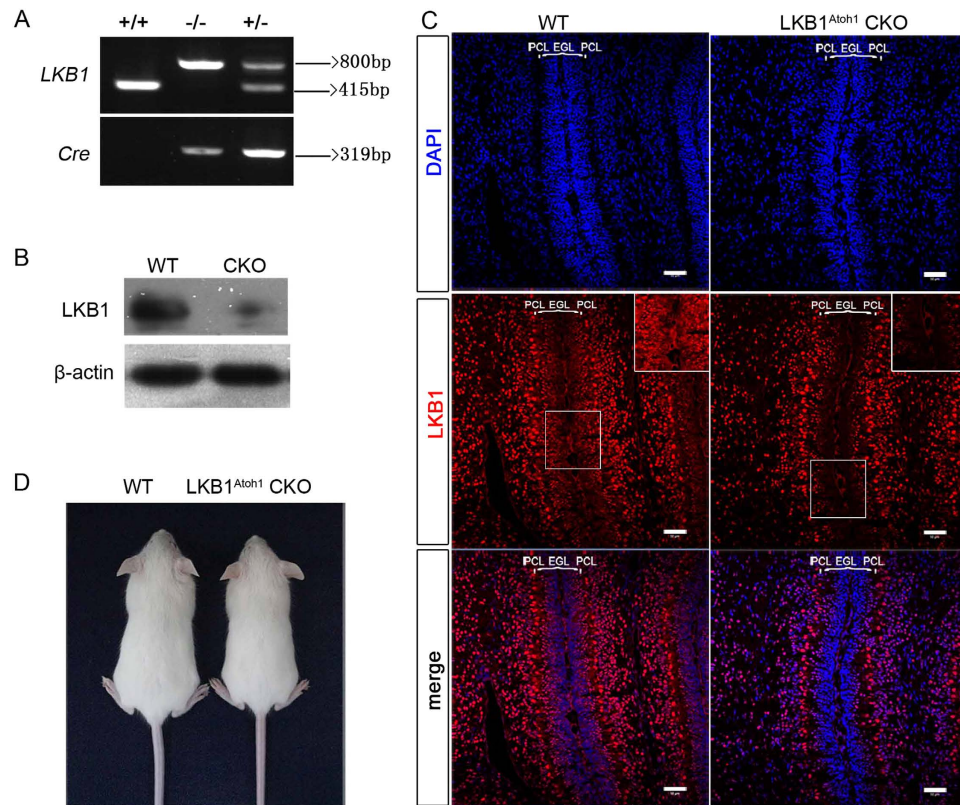 A
+/+ -/- +/-
LKB1
>800bp
>415bp
Cre
>319bp
B
WT CKO
LKB1
β-actin
D
WT LKB1Atoh1 CKO
C
WT LKB1Atoh1 CKO
DAPI
PCL EGL PCL
PCL EGL PCL
LKB1
PCL EGL PCL
PCL EGL PCL
merge
PCL EGL PCL
PCL EGL PCL